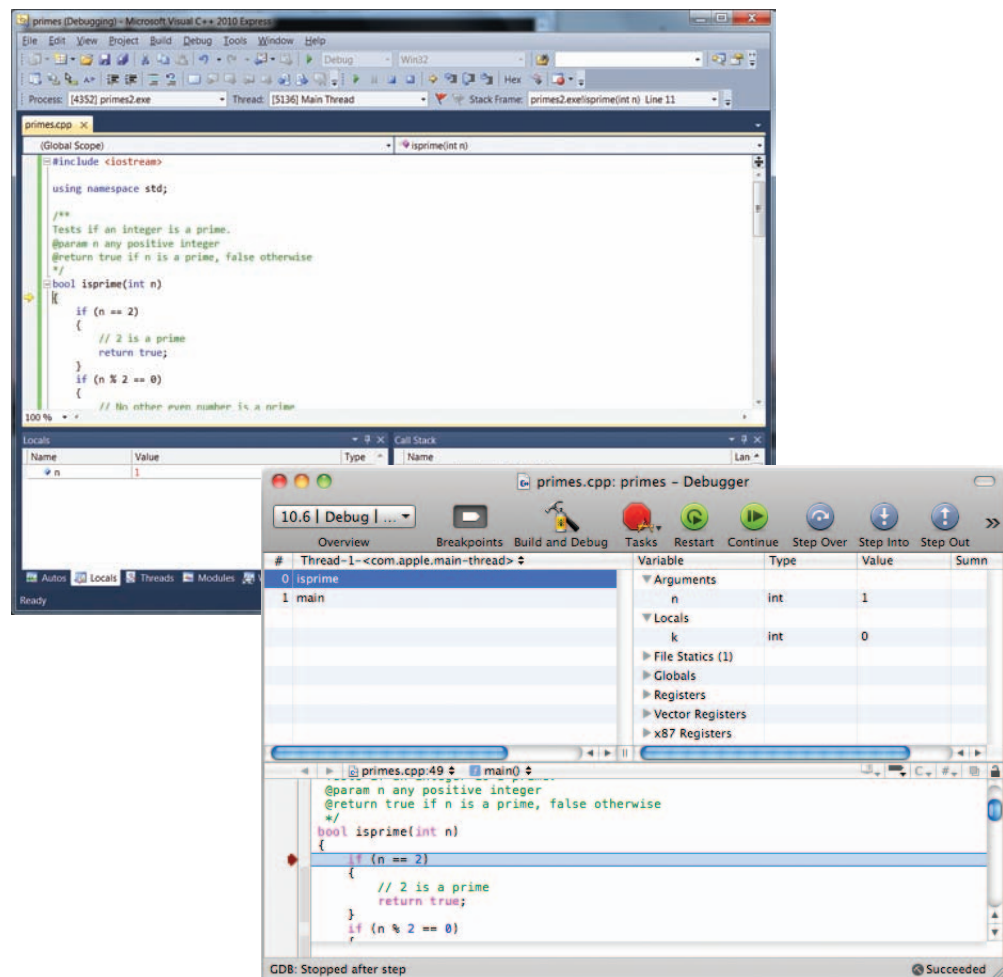 primes (Debugging) - Microsoft Visual C++ 2010 Express
File Edit View Project Build Debug Tools Window Help
Debug Win32
Hex
Process: [4352] primes2.exe Thread: [5136] Main Thread Stack Frame: primes2.exe!isprime(int n) Line 11
primes.cpp
(Global Scope) isprime(int n)
#include <iostream>
using namespace std;
/**
Tests if an integer is a prime.
@param n any positive integer
@return true if n is a prime, false otherwise
*/
bool isprime(int n)
{
if (n == 2)
{
// 2 is a prime
return true;
}
if (n % 2 == 0)
{
// No other even number is a prime
100 %
Locals Call Stack
Name Value Type Name Lan
n 1
Autos Locals Threads Modules
Ready
primes.cpp: primes - Debugger
10.6 | Debug | ...
Overview Breakpoints Build and Debug Tasks Restart Continue Step Over Step Into Step Out
# Thread-1-<com.apple.main-thread> Variable Type Value Sumn
0 isprime
1 main
Arguments
n int 1
Locals
k int 0
File Statics (1)
Globals
Registers
Vector Registers
x87 Registers
primes.cpp:49 main() C #
Tests if an integer is a prime.
@param n any positive integer
@return true if n is a prime, false otherwise
*/
bool isprime(int n)
{
if (n == 2)
{
// 2 is a prime
return true;
}
if (n % 2 == 0)
{
GDB: Stopped after step Succeeded